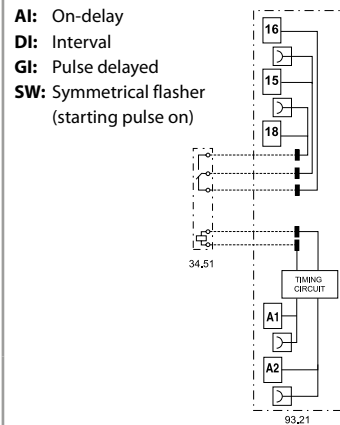 AI: On-delay
DI: Interval
GI: Pulse delayed
SW: Symmetrical flasher
(starting pulse on)
16
15
18
34.51
TIMING
CIRCUIT
A1
A2
93.21